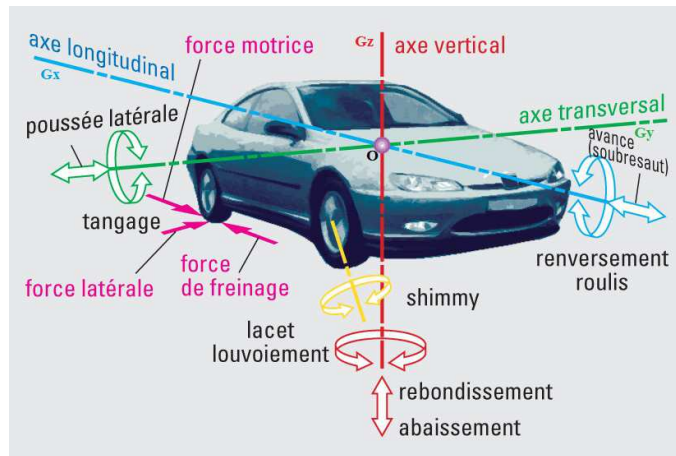 axe longitudinal
Gx
force motrice
Gz
axe vertical
poussée latérale
axe transversal
Gy
avance
(soubresaut)
O
tangage
force latérale
force
de freinage
shimmy
renversement
roulis
lacet
louvoiement
rebondissement
abaissement